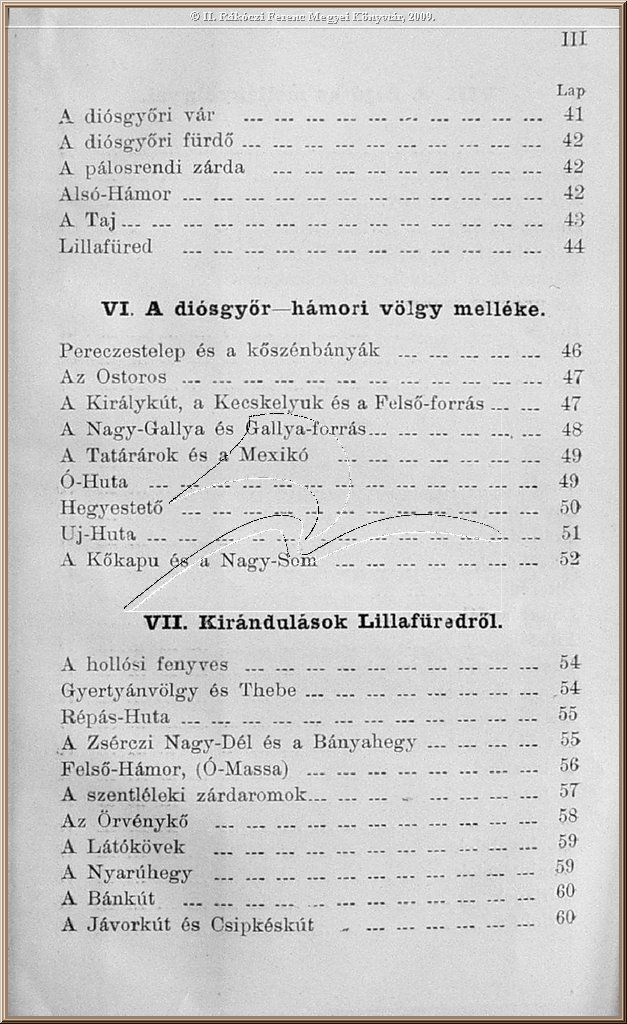 © II. Rákóczi Ferenc Megyei Könyvtár, 2009.
III
Lap
A diósgyőri vár --- --- --- --- --- --- --- --- --- --- 41
A diósgyőri fürdő --- --- --- --- --- --- --- --- --- --- 42
A pálosrendi zárda --- --- --- --- --- --- --- --- --- 42
Alsó-Hámor --- --- --- --- --- --- --- --- --- --- --- --- 42
A Taj --- --- --- --- --- --- --- --- --- --- --- --- --- --- 43
Lillafüred --- --- --- --- --- --- --- --- --- --- --- --- 44
VI. A diósgyőr—hámori völgy melléke.
Pereczestelep és a kőszénbányák --- --- --- --- --- 46
Az Ostoros --- --- --- --- --- --- --- --- --- --- --- --- 47
A Királykút, a Kecskelyuk és a Felső-forrás --- --- 47
A Nagy-Gallya és Gallya-forrás --- --- --- --- --- --- 48
A Tatárárok és a Mexikó --- --- --- --- --- --- --- 49
Ó-Huta --- --- --- --- --- --- --- --- --- --- --- --- --- 49
Hegyestető --- --- --- --- --- --- --- --- --- --- --- --- 50
Uj-Huta --- --- --- --- --- --- --- --- --- --- --- --- --- 51
A Kőkapu és a Nagy-Som --- --- --- --- --- --- --- 52
VII. Kirándulások Lillafüredről.
A hollósi fenyves --- --- --- --- --- --- --- --- --- --- 54
Gyertyánvölgy és Thebe --- --- --- --- --- --- --- --- 54
Répás-Huta --- --- --- --- --- --- --- --- --- --- --- --- 55
A Zsérczi Nagy-Dél és a Bányahegy --- --- --- --- 55
Felső-Hámor, (Ó-Massa) --- --- --- --- --- --- --- --- 56
A szentléleki zárdaromok --- --- --- --- --- --- --- --- 57
Az Örvénykő --- --- --- --- --- --- --- --- --- --- --- 58
A Látókövek --- --- --- --- --- --- --- --- --- --- --- 59
A Nyarúhegy --- --- --- --- --- --- --- --- --- --- --- 59
A Bánkút --- --- --- --- --- --- --- --- --- --- --- --- 60
A Jávorkút és Csipkéskút --- --- --- --- --- --- --- 60